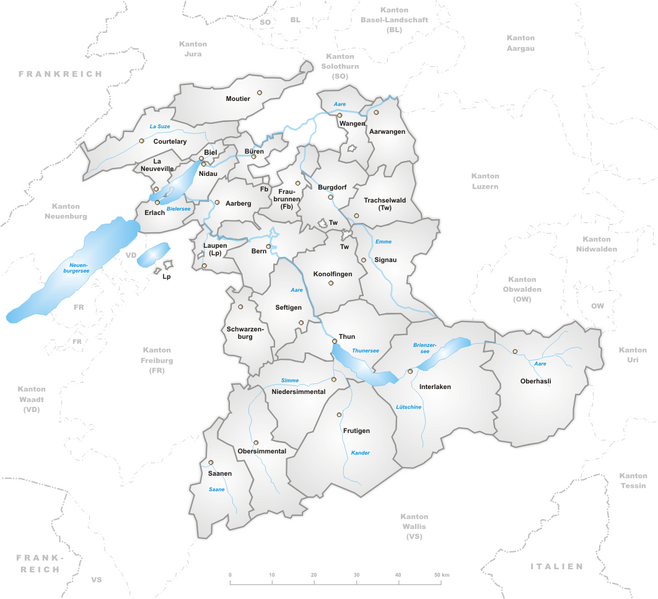 SO
BL
Kanton
Basel-Landschaft
(BL)
Kanton
Jura
Kanton
Solothurn
(SO)
Kanton
Aargau
FRANKREICH
Moutier
Aare
Wangen
Aarwangen
La Suze
Courtelary
Biel
Büren
La
Neuveville
Nidau
Fb
Frau-
brunnen
(Fb)
Burgdorf
Trachselwald
(Tw)
Kanton
Luzern
Kanton
Neuenburg
Erlach
Bielersee
Aarberg
Tw
Laupen
(Lp)
Bern
Tw
Emme
Signau
Kanton
Nidwalden
VD
Neuen-
burgersee
Lp
Konolfingen
Kanton
Obwalden
(OW)
OW
FR
Aare
Seftigen
FR
Schwarzen-
burg
Thun
Thunersee
Brienzer-
see
Kanton
Freiburg
(FR)
Kanton
Uri
Aare
Oberhasli
Simme
Niedersimmental
Interlaken
Lütschine
Kanton
Waadt
(VD)
Frutigen
Kander
Obersimmental
Saanen
Saane
Kanton
Tessin
Kanton
Wallis
(VS)
FRANK-
REICH
VS
ITALIEN
0 10 20 30 40 50 km